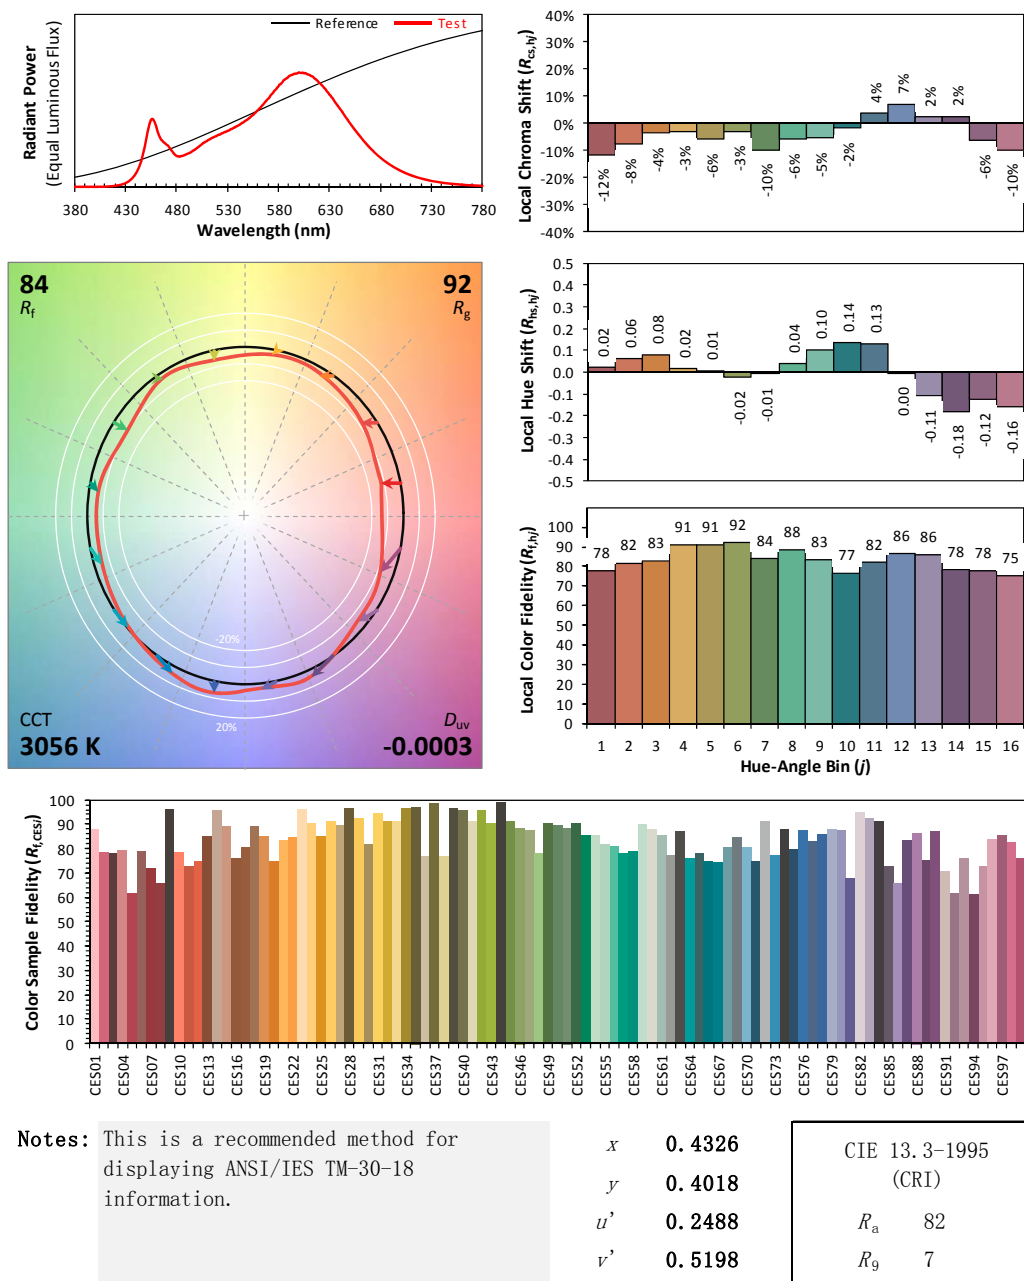 Reference Test
Radiant Power
(Equal Luminous Flux)
380 430 480 530 580 630 680 730 780
Wavelength (nm)
Local Chroma Shift (Rcs,hj)
40%
30%
20%
10%
0%
-10%
-20%
-30%
-40%
-12% -8% -4% -3% -6% -3% -10% -6% -5% -2% 4% 7% 2% 2% -6% -10%
84
Rf
92
Rg
-20%
20%
CCT
3056 K
Duv
-0.0003
Local Hue Shift (Rhs,hj)
0.5
0.4
0.3
0.2
0.1
0.0
-0.1
-0.2
-0.3
-0.4
-0.5
0.02 0.06 0.08 0.02 0.01 -0.02 -0.01 0.04 0.10 0.14 0.13 0.00 -0.11 -0.18 -0.12 -0.16
Local Color Fidelity (Rf,hj)
100
90
80
70
60
50
40
30
20
10
0
78 82 83 91 91 92 84 88 83 77 82 86 86 78 78 75
1 2 3 4 5 6 7 8 9 10 11 12 13 14 15 16
Hue-Angle Bin (j)
Color Sample Fidelity (Rf,CESi)
100
90
80
70
60
50
40
30
20
10
0
CES01 CES04 CES07 CES10 CES13 CES16 CES19 CES22 CES25 CES28 CES31 CES34 CES37 CES40 CES43 CES46 CES49 CES52 CES55 CES58 CES61 CES64 CES67 CES70 CES73 CES76 CES79 CES82 CES85 CES88 CES91 CES94 CES97
Notes: This is a recommended method for
displaying ANSI/IES TM-30-18
information.
x 0.4326
y 0.4018
u' 0.2488
v' 0.5198
CIE 13.3-1995
(CRI)
Ra 82
R9 7